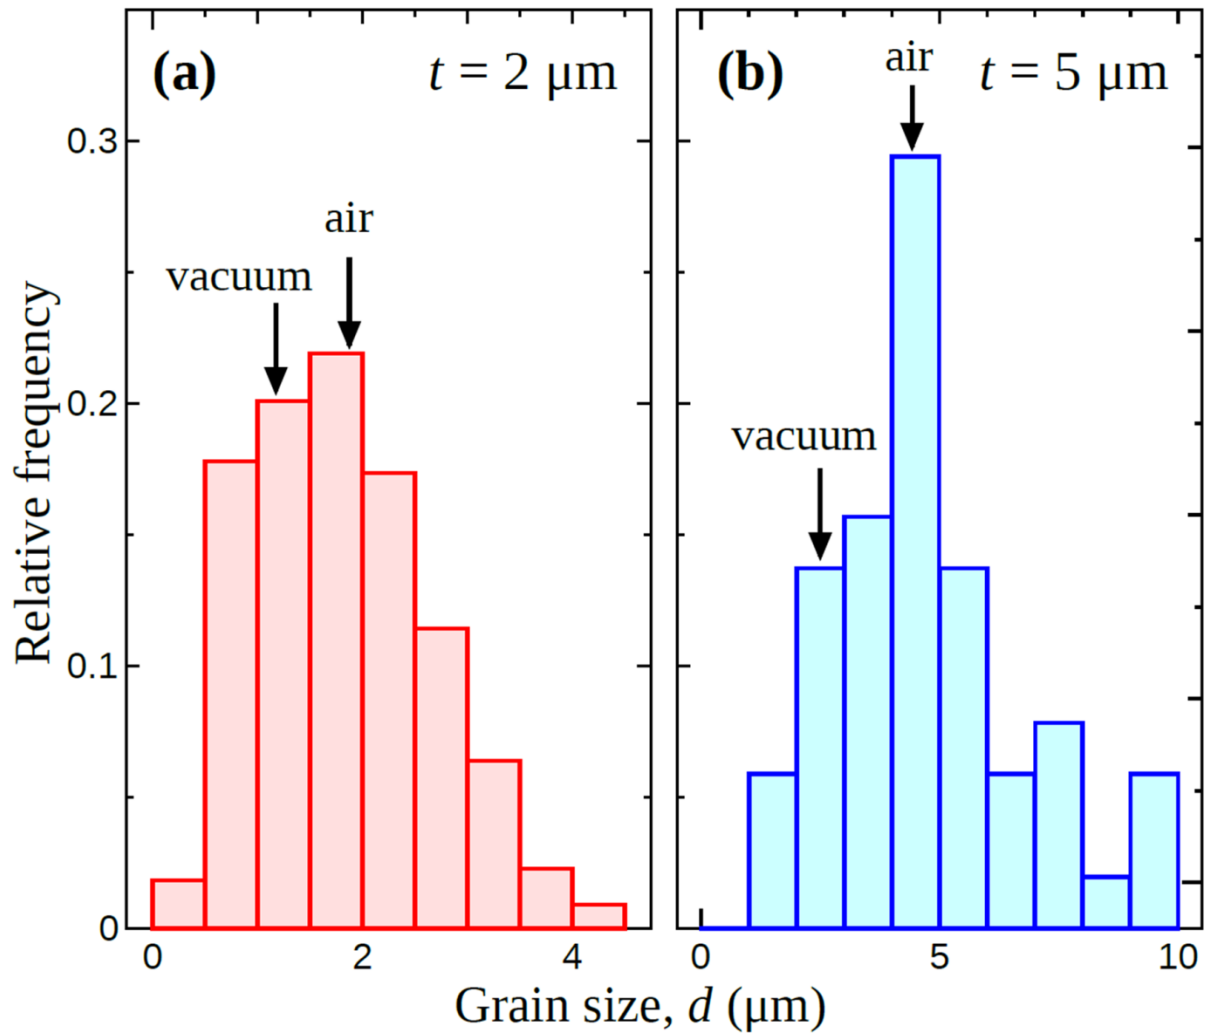 (a) t = 2 μm
air
vacuum
(b) air t = 5 μm
vacuum
Relative frequency
0.3
0.2
0.1
0
0 2 4
0 5 10
Grain size, d (μm)